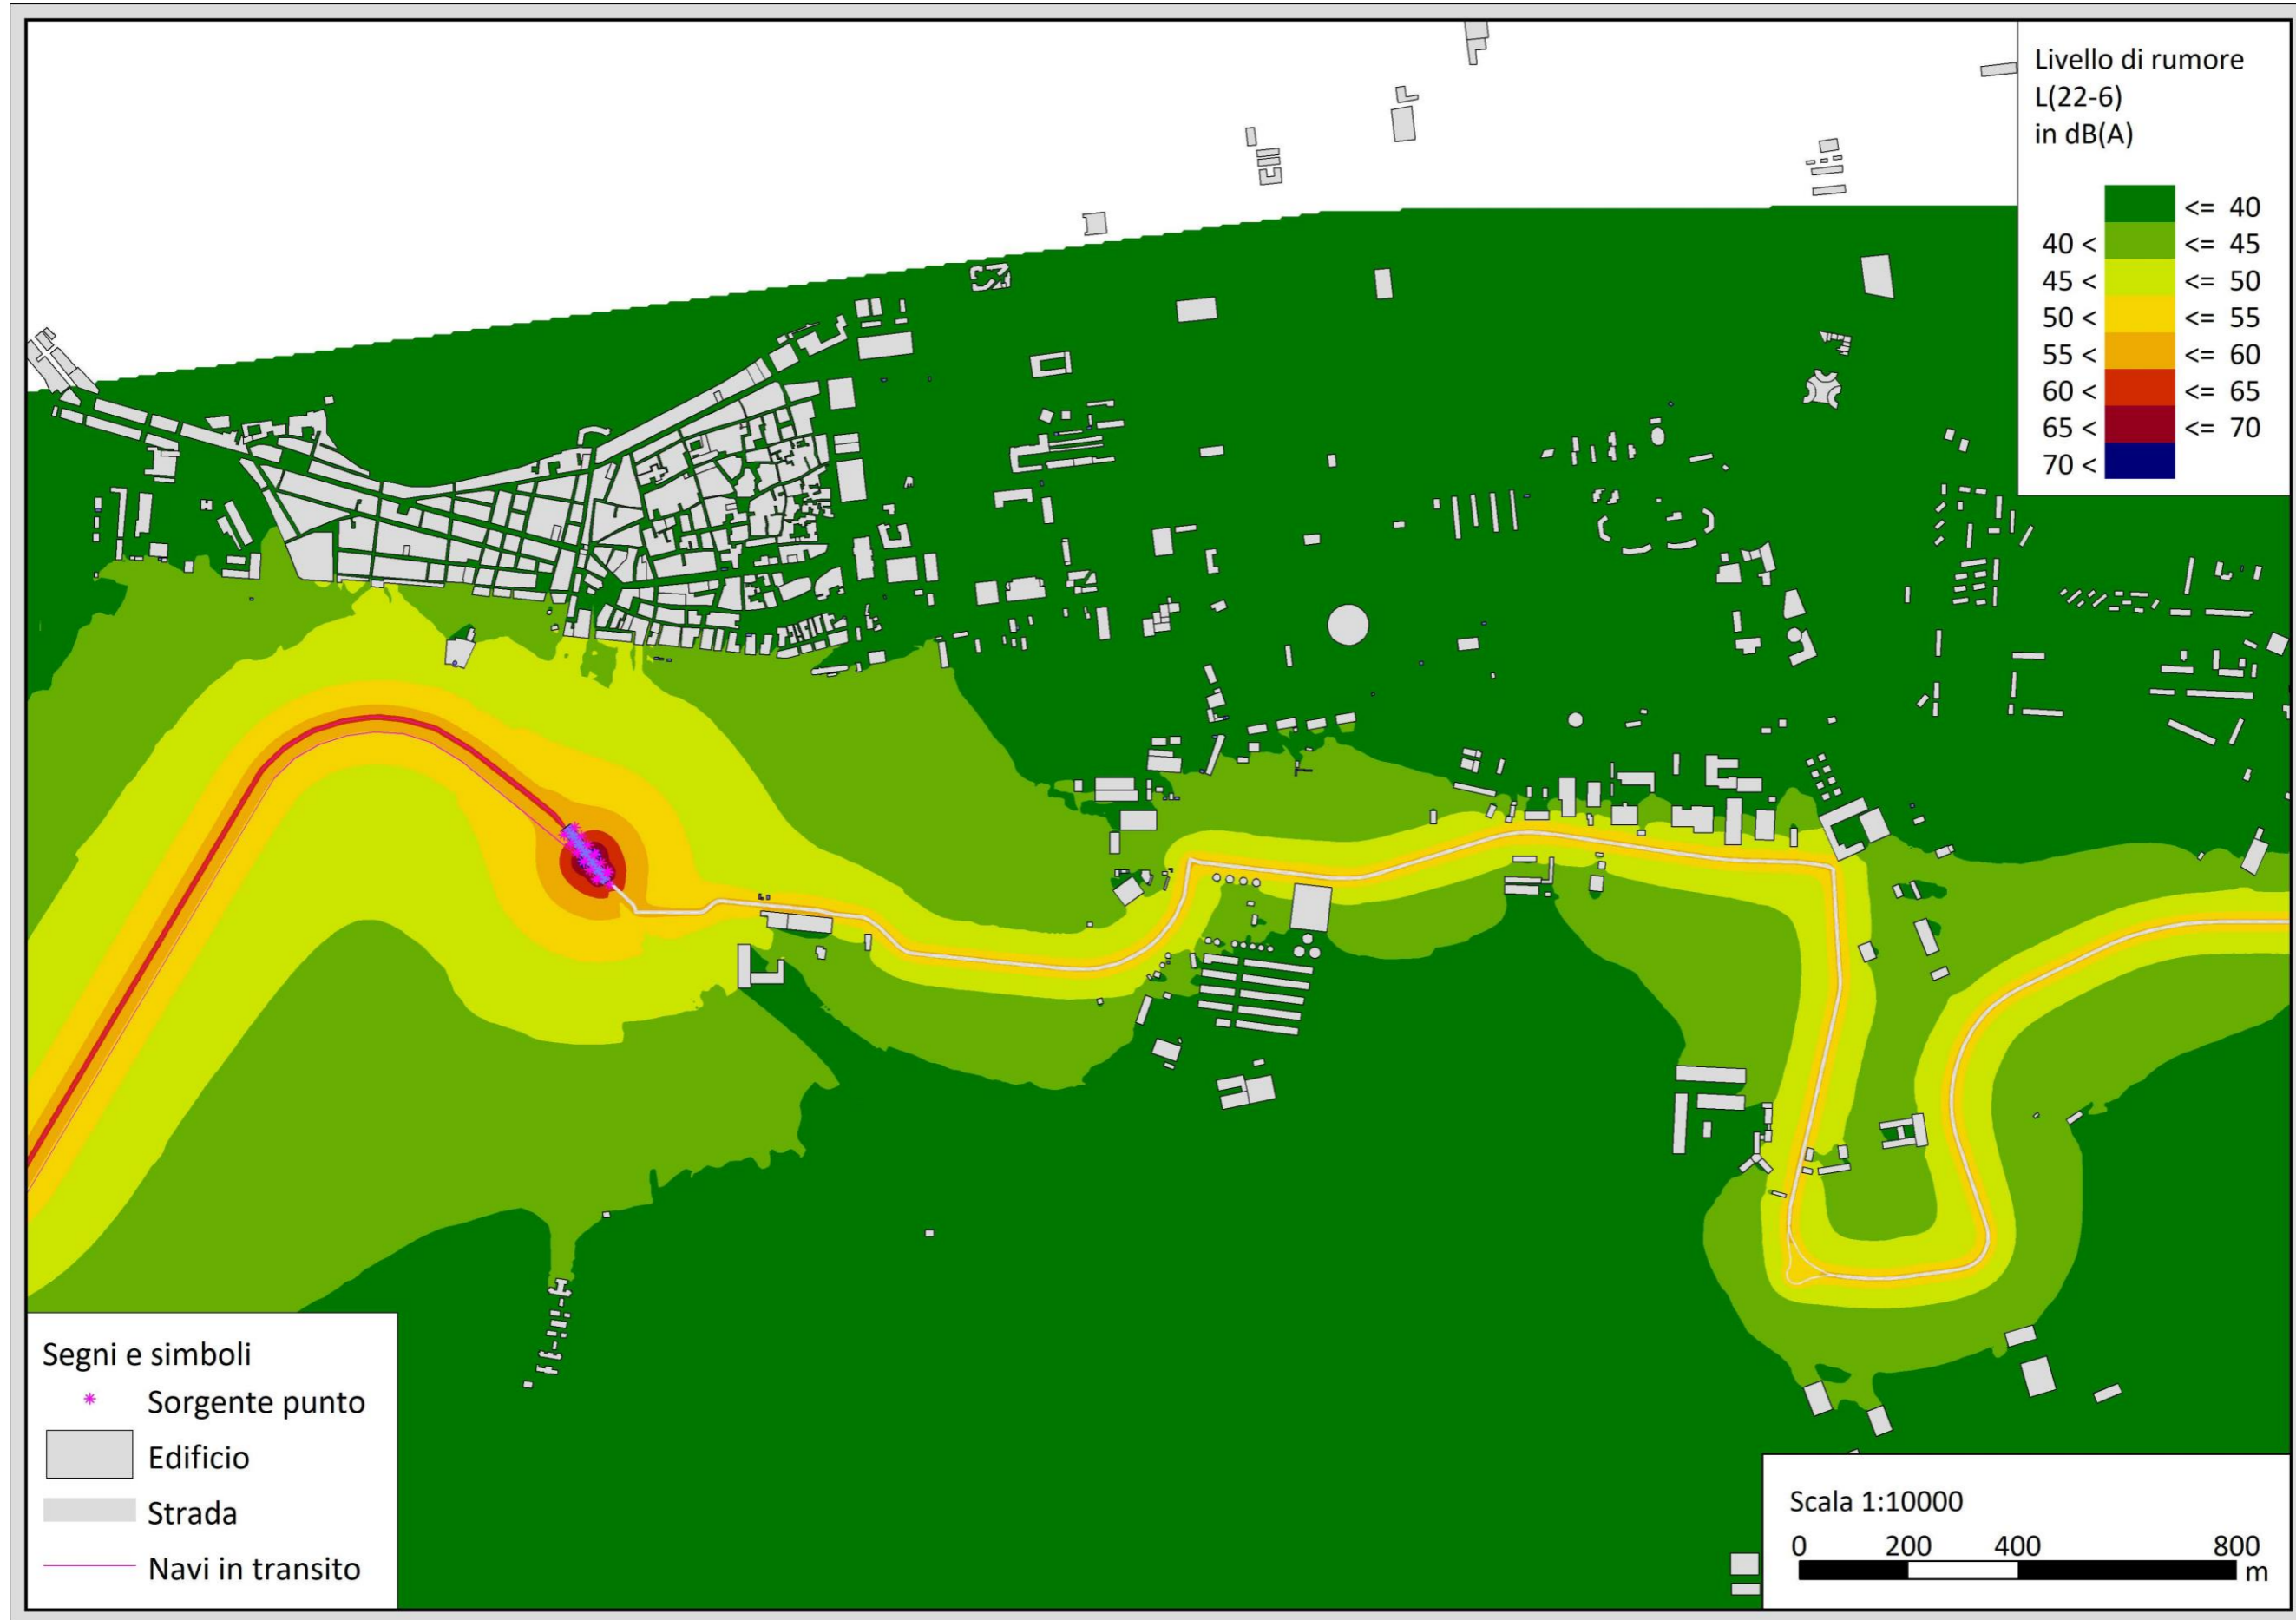 Livello di rumore
L(22-6)
in dB(A)
<= 40
40 < <= 45
45 < <= 50
50 < <= 55
55 < <= 60
60 < <= 65
65 < <= 70
70 <
Segni e simboli
Sorgente punto
Edificio
Strada
Navi in transito
Scala 1:10000
0 200 400 800
m